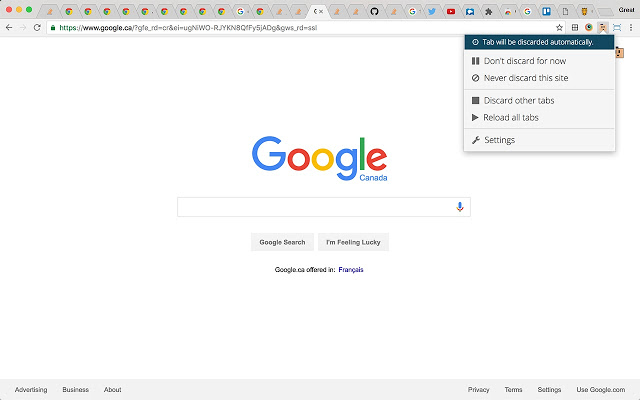 Great
https://www.google.ca/?gfe_rd=cr&ei=ugNiWO-RJYKN8QfFy5jADg&gws_rd=ssl
Tab will be discarded automatically.
Don't discard for now
Never discard this site
Discard other tabs
Reload all tabs
Settings
Google
Canada
Google Search
I'm Feeling Lucky
Google.ca offered in: Français
Advertising Business About Privacy Terms Settings Use Google.com